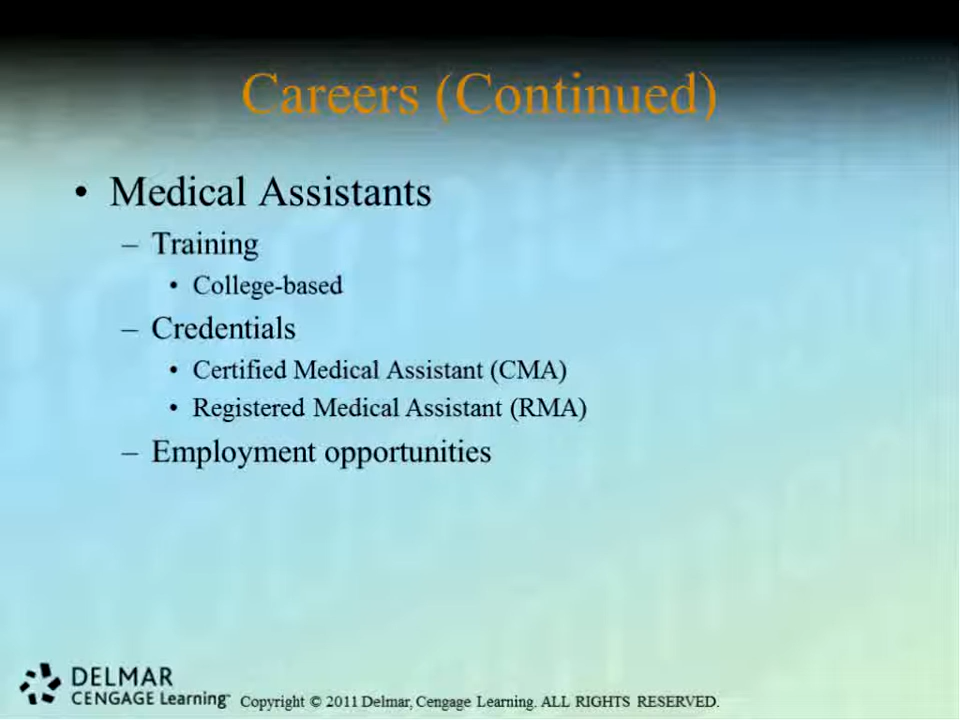 Careers (Continued)
• Medical Assistants
– Training
• College-based
– Credentials
• Certified Medical Assistant (CMA)
• Registered Medical Assistant (RMA)
– Employment opportunities
DELMAR
CENGAGE Learning™
Copyright © 2011 Delmar, Cengage Learning. ALL RIGHTS RESERVED.